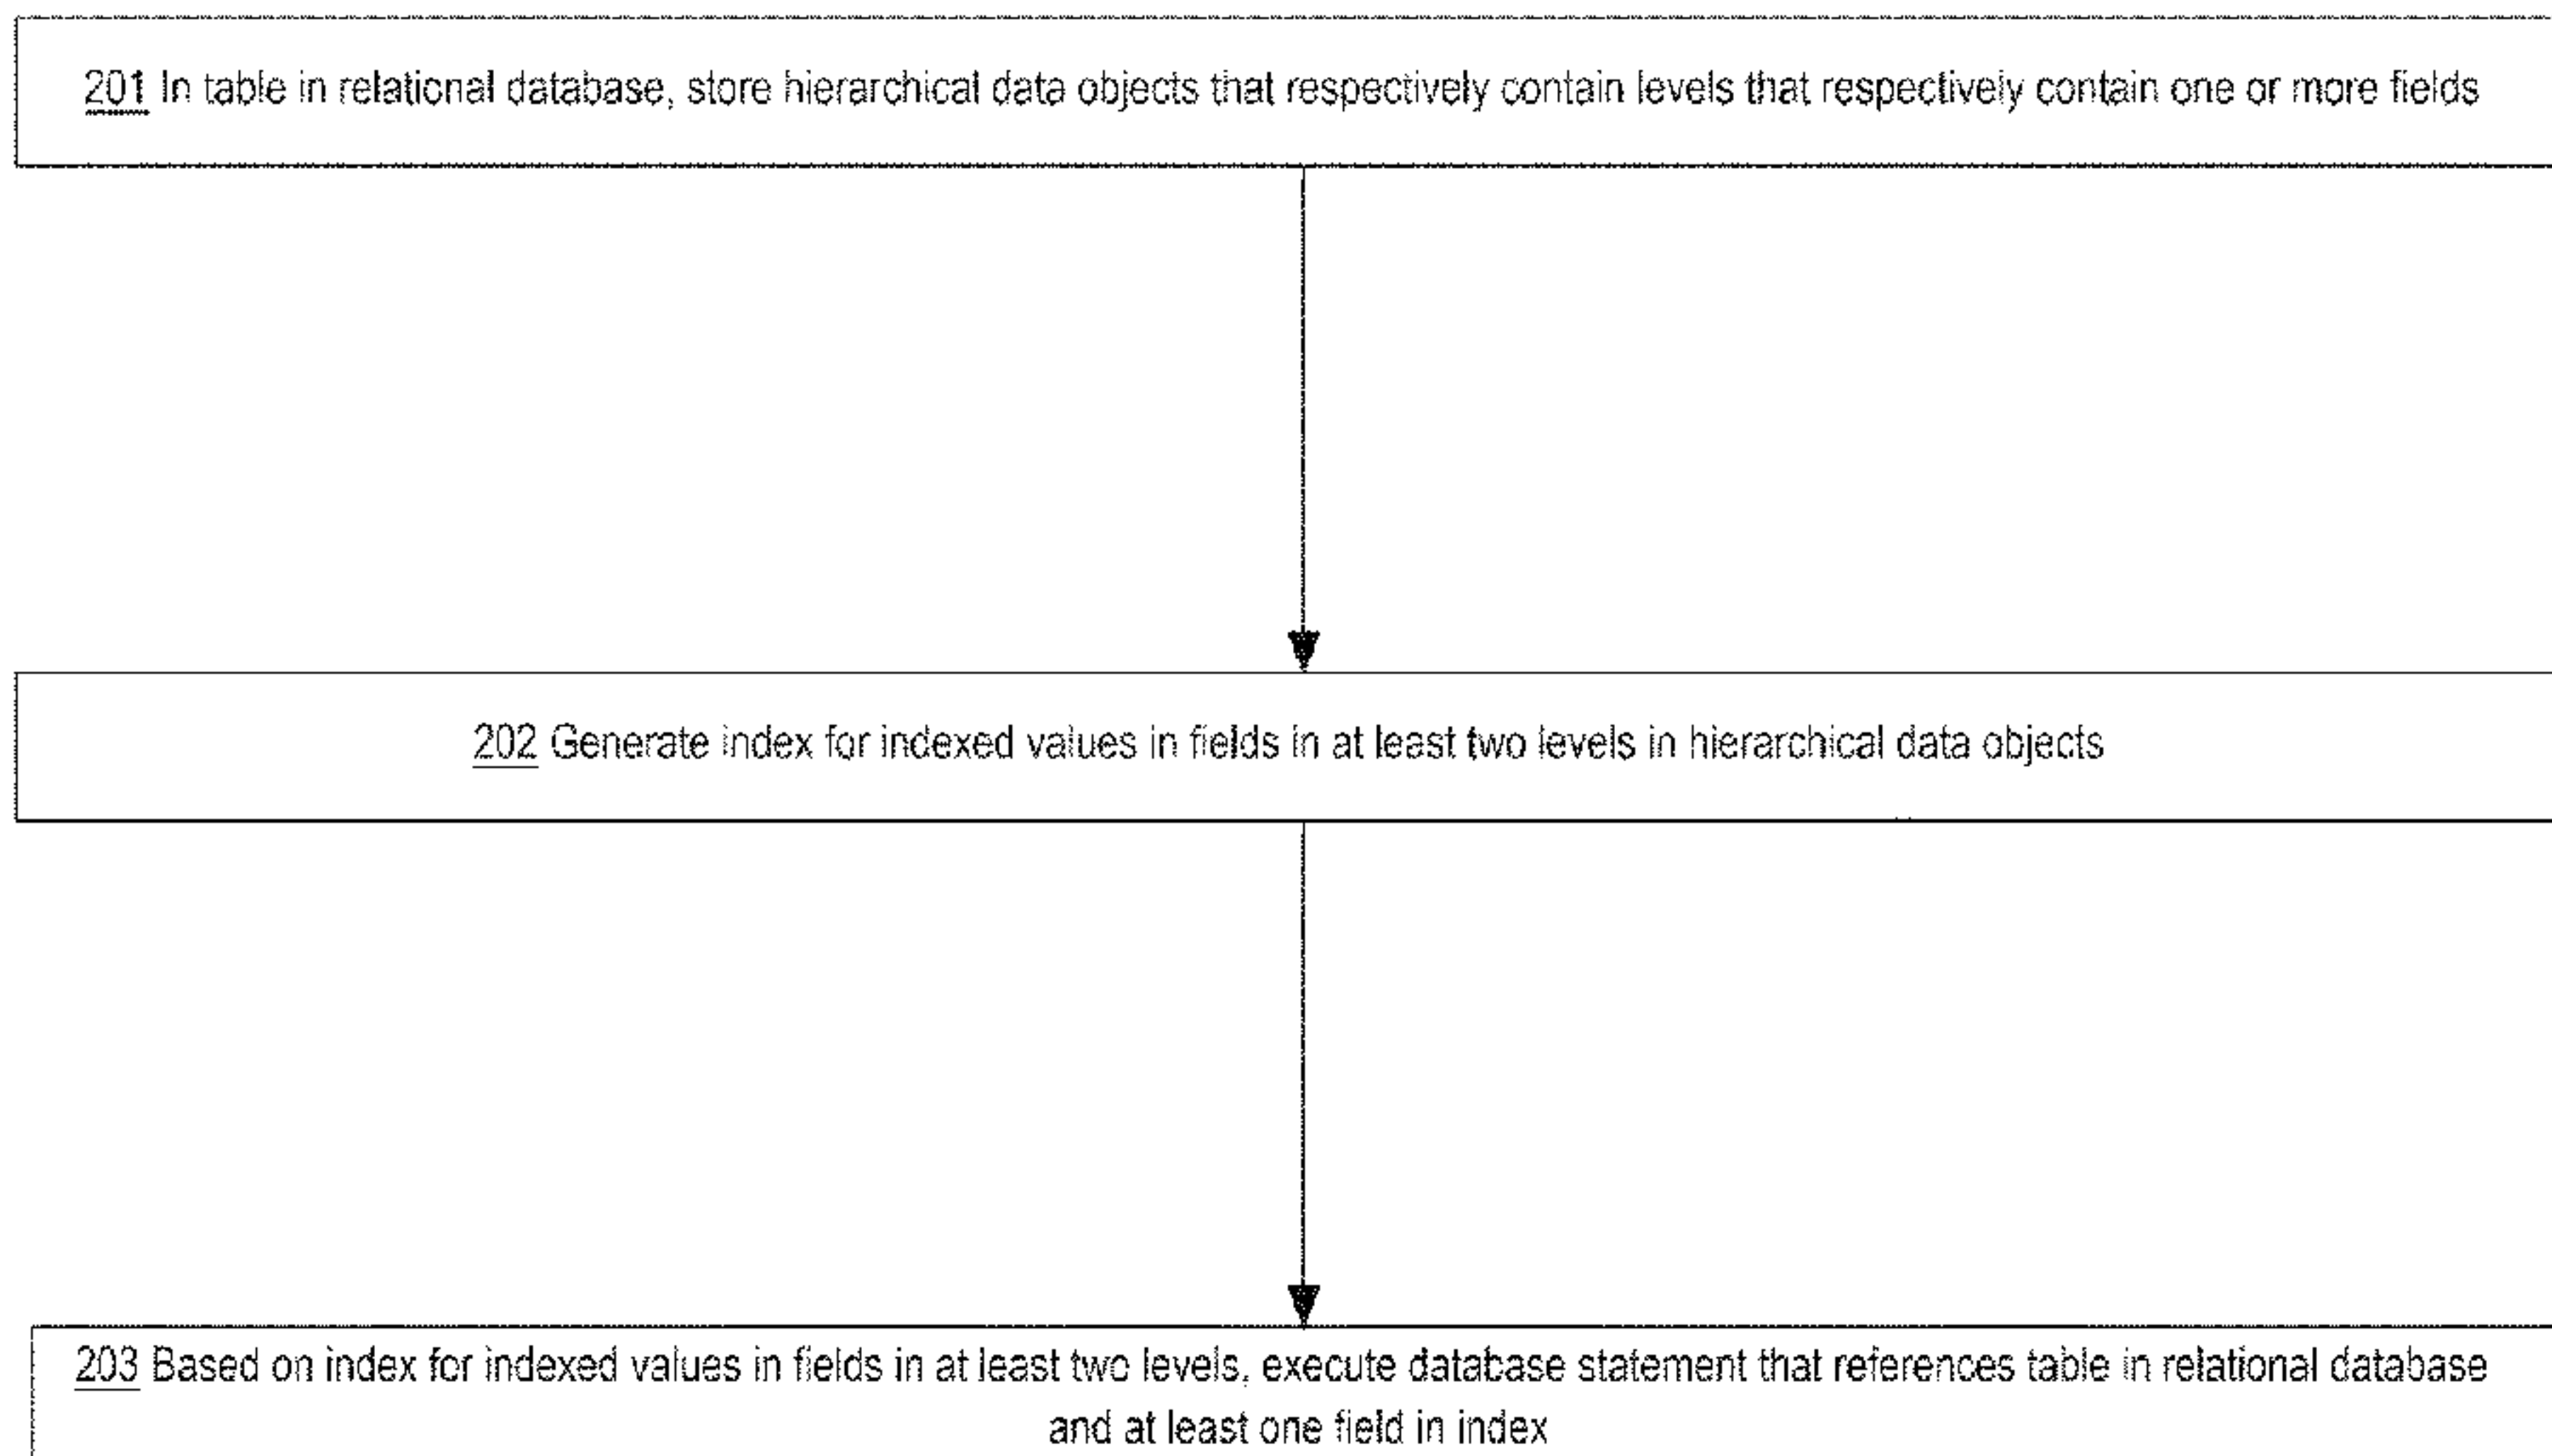 201 In table in relational database, store hierarchical data objects that respectively contain levels that respectively contain one or more fields
202 Generate index for indexed values in fields in at least two levels in hierarchical data objects
203 Based on index for indexed values in fields in at least two levels, execute database statement that references table in relational database
and at least one field in index